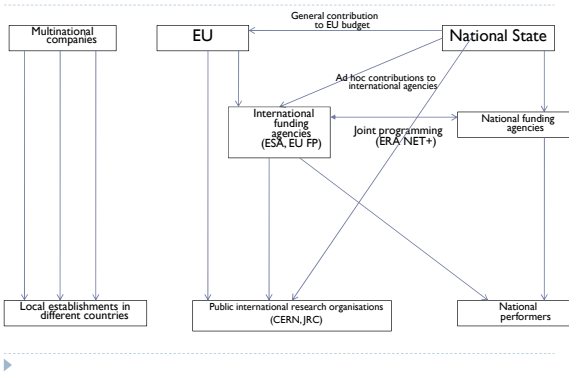 General contribution
to EU budget
Multinational
companies
EU
National State
Ad hoc contributions to
international agencies
International
funding
agencies
(ESA, EU FP)
Joint programming
(ERA NET+)
National funding
agencies
Local establishments in
different countries
Public international research organisations
(CERN, JRC)
National
performers